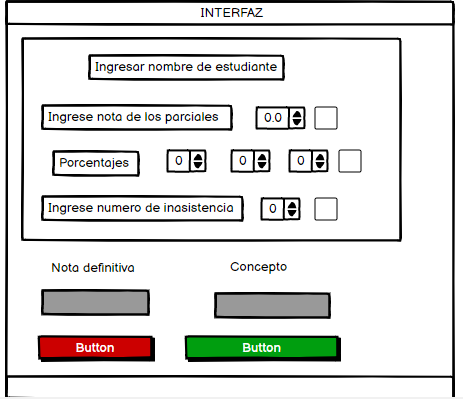 INTERFAZ
Ingresar nombre de estudiante
Ingrese nota de los parciales 0.0
Porcentajes 0 0 0
Ingrese numero de inasistencia 0
Nota definitiva Concepto
Button Button